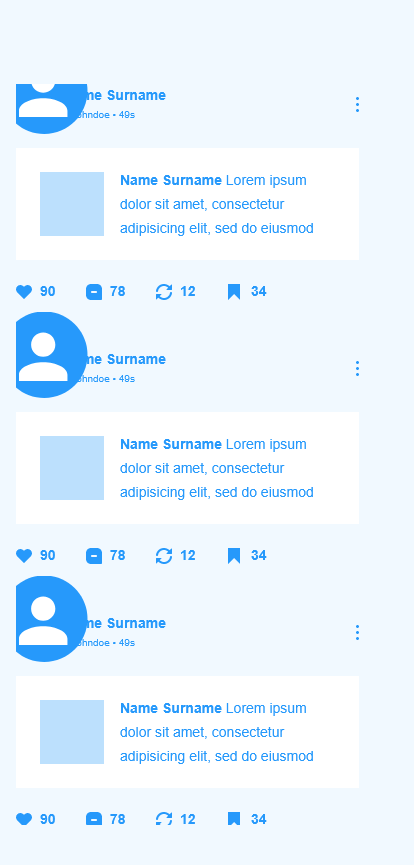 me Surname
ohndoe • 49s
Name Surname Lorem ipsum
dolor sit amet, consectetur
adipisicing elit, sed do eiusmod
90 78 12 34
me Surname
ohndoe • 49s
Name Surname Lorem ipsum
dolor sit amet, consectetur
adipisicing elit, sed do eiusmod
90 78 12 34
me Surname
ohndoe • 49s
Name Surname Lorem ipsum
dolor sit amet, consectetur
adipisicing elit, sed do eiusmod
90 78 12 34